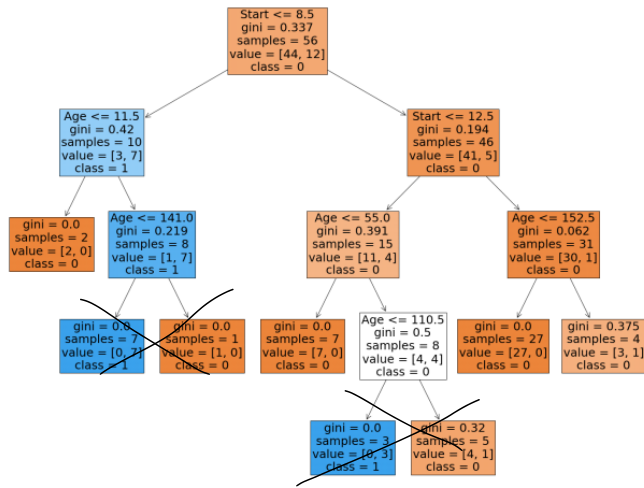 Start <= 8.5
gini = 0.337
samples = 56
value = [44, 12]
class = 0
Age <= 11.5
gini = 0.42
samples = 10
value = [3, 7]
class = 1
Start <= 12.5
gini = 0.194
samples = 46
value = [41, 5]
class = 0
gini = 0.0
samples = 2
value = [2, 0]
class = 0
Age <= 141.0
gini = 0.219
samples = 8
value = [1, 7]
class = 1
Age <= 55.0
gini = 0.391
samples = 15
value = [11, 4]
class = 0
Age <= 152.5
gini = 0.062
samples = 31
value = [30, 1]
class = 0
gini = 0.0
samples = 7
value = [0, 7]
class = 1
gini = 0.0
samples = 1
value = [1, 0]
class = 0
gini = 0.0
samples = 7
value = [7, 0]
class = 0
Age <= 110.5
gini = 0.5
samples = 8
value = [4, 4]
class = 0
gini = 0.0
samples = 27
value = [27, 0]
class = 0
gini = 0.375
samples = 4
value = [3, 1]
class = 0
gini = 0.0
samples = 3
value = [0, 3]
class = 1
gini = 0.32
samples = 5
value = [4, 1]
class = 0